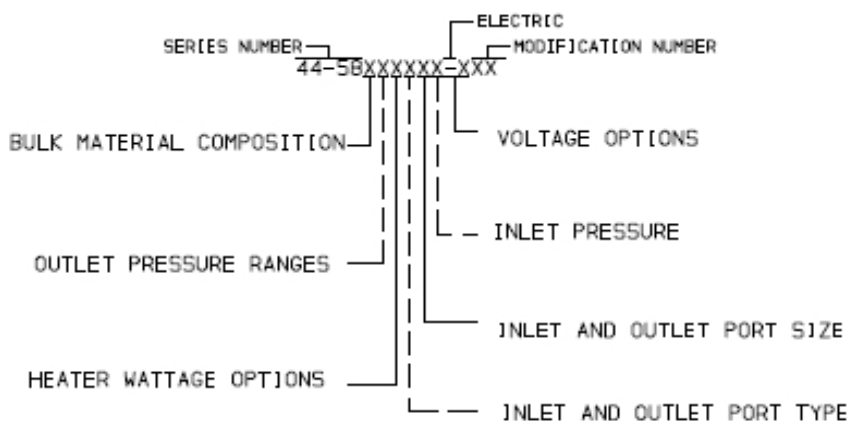 ELECTRIC
SERIES NUMBER MODIFICATION NUMBER
44-58XXXXXX-XXX
BULK MATERIAL COMPOSITION VOLTAGE OPTIONS
INLET PRESSURE
OUTLET PRESSURE RANGES
INLET AND OUTLET PORT SIZE
HEATER WATTAGE OPTIONS
INLET AND OUTLET PORT TYPE